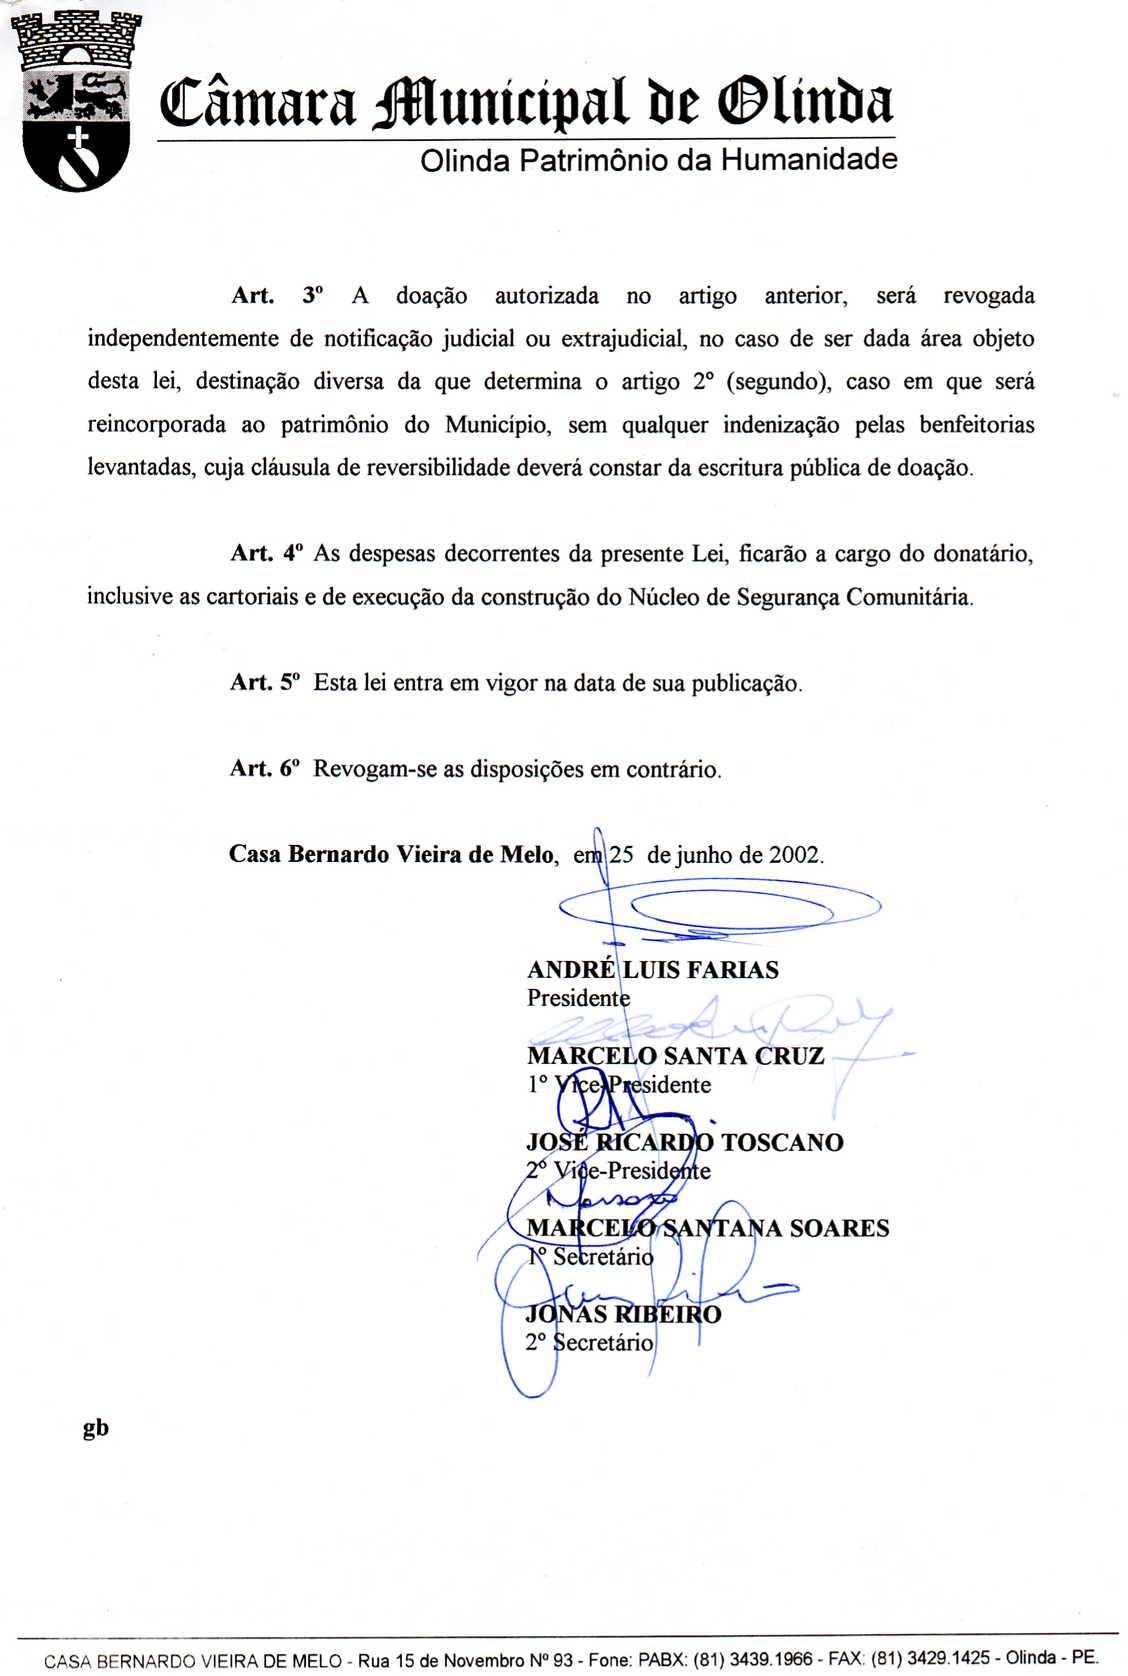 Câmara Municipal de Olinda
Olinda Patrimônio da Humanidade
Art. 3º A doação autorizada no artigo anterior, será revogada
independentemente de notificação judicial ou extrajudicial, no caso de ser dada área objeto
desta lei, destinação diversa da que determina o artigo 2º (segundo), caso em que será
reincorporada ao patrimônio do Município, sem qualquer indenização pelas benfeitorias
levantadas, cuja cláusula de reversibilidade deverá constar da escritura pública de doação.
Art. 4º As despesas decorrentes da presente Lei, ficarão a cargo do donatário,
inclusive as cartoriais e de execução da construção do Núcleo de Segurança Comunitária.
Art. 5º Esta lei entra em vigor na data de sua publicação.
Art. 6º Revogam-se as disposições em contrário.
Casa Bernardo Vieira de Melo, em 25 de junho de 2002.
ANDRÉ LUIS FARIAS
Presidente
MARCELO SANTA CRUZ
1º Vice-Presidente
JOSÉ RICARDO TOSCANO
2º Vice-Presidente
MARCELO SANTANA SOARES
1º Secretário
JONAS RIBEIRO
2º Secretário
gb
CASA BERNARDO VIEIRA DE MELO - Rua 15 de Novembro Nº 93 - Fone: PABX: (81) 3439.1966 - FAX: (81) 3429.1425 - Olinda - PE.